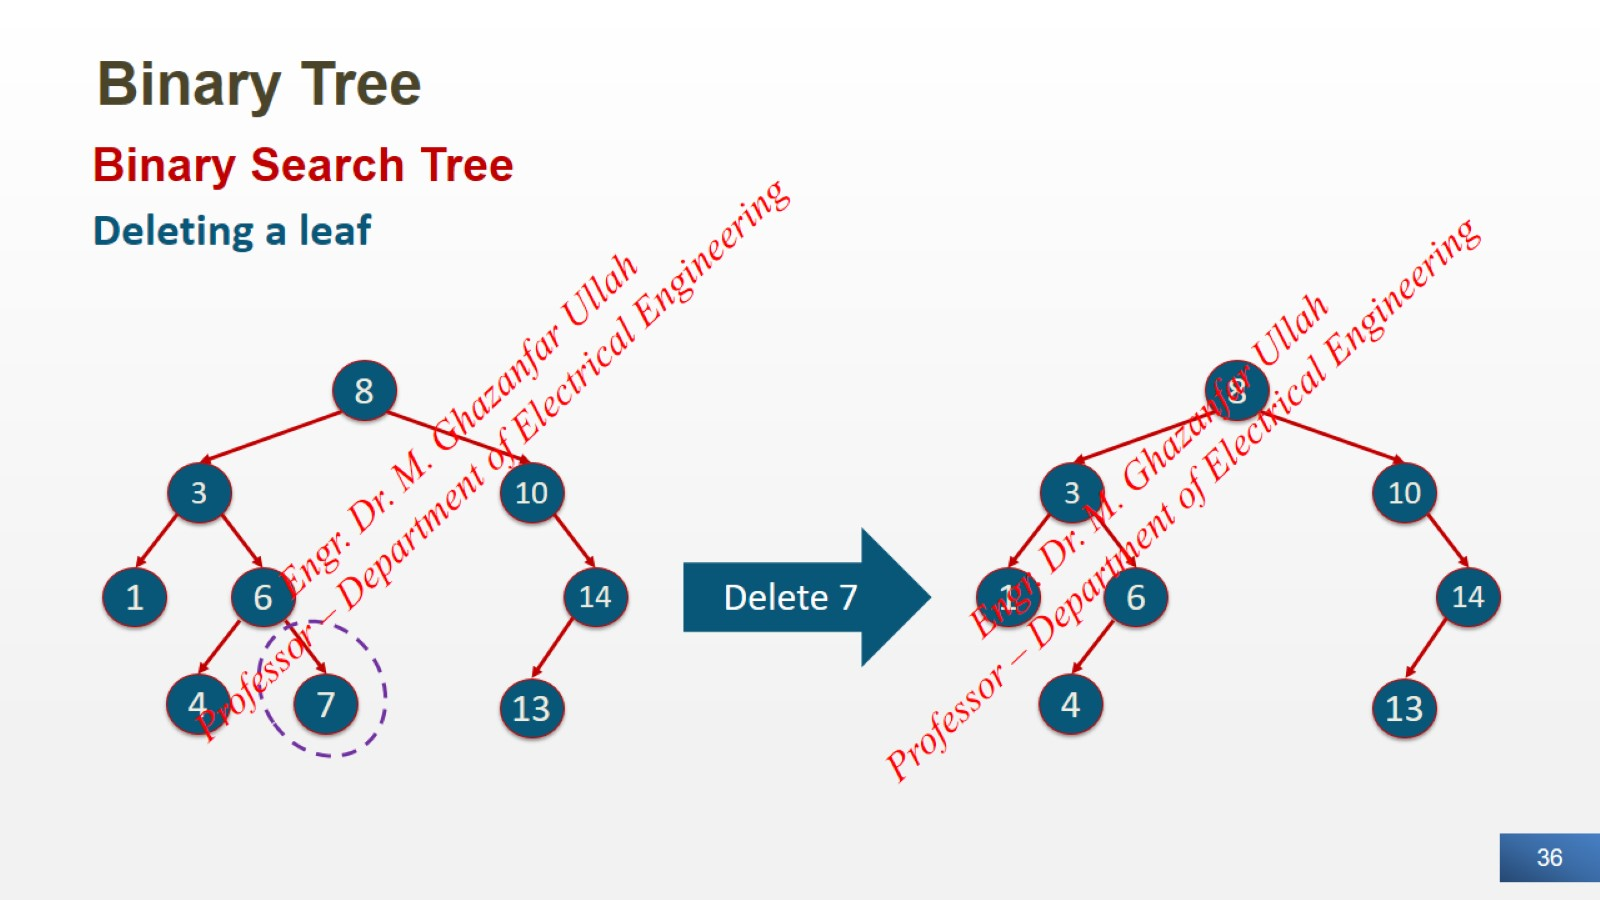 Binary Tree
Binary Search Tree
Deleting a leaf
Engr. Dr. M. Ghazanfar Ullah
Professor – Department of Electrical Engineering
8
3
10
1
6
14
4
7
13
Delete 7
Engr. Dr. M. Ghazanfar Ullah
Professor – Department of Electrical Engineering
8
3
10
1
6
14
4
13
36